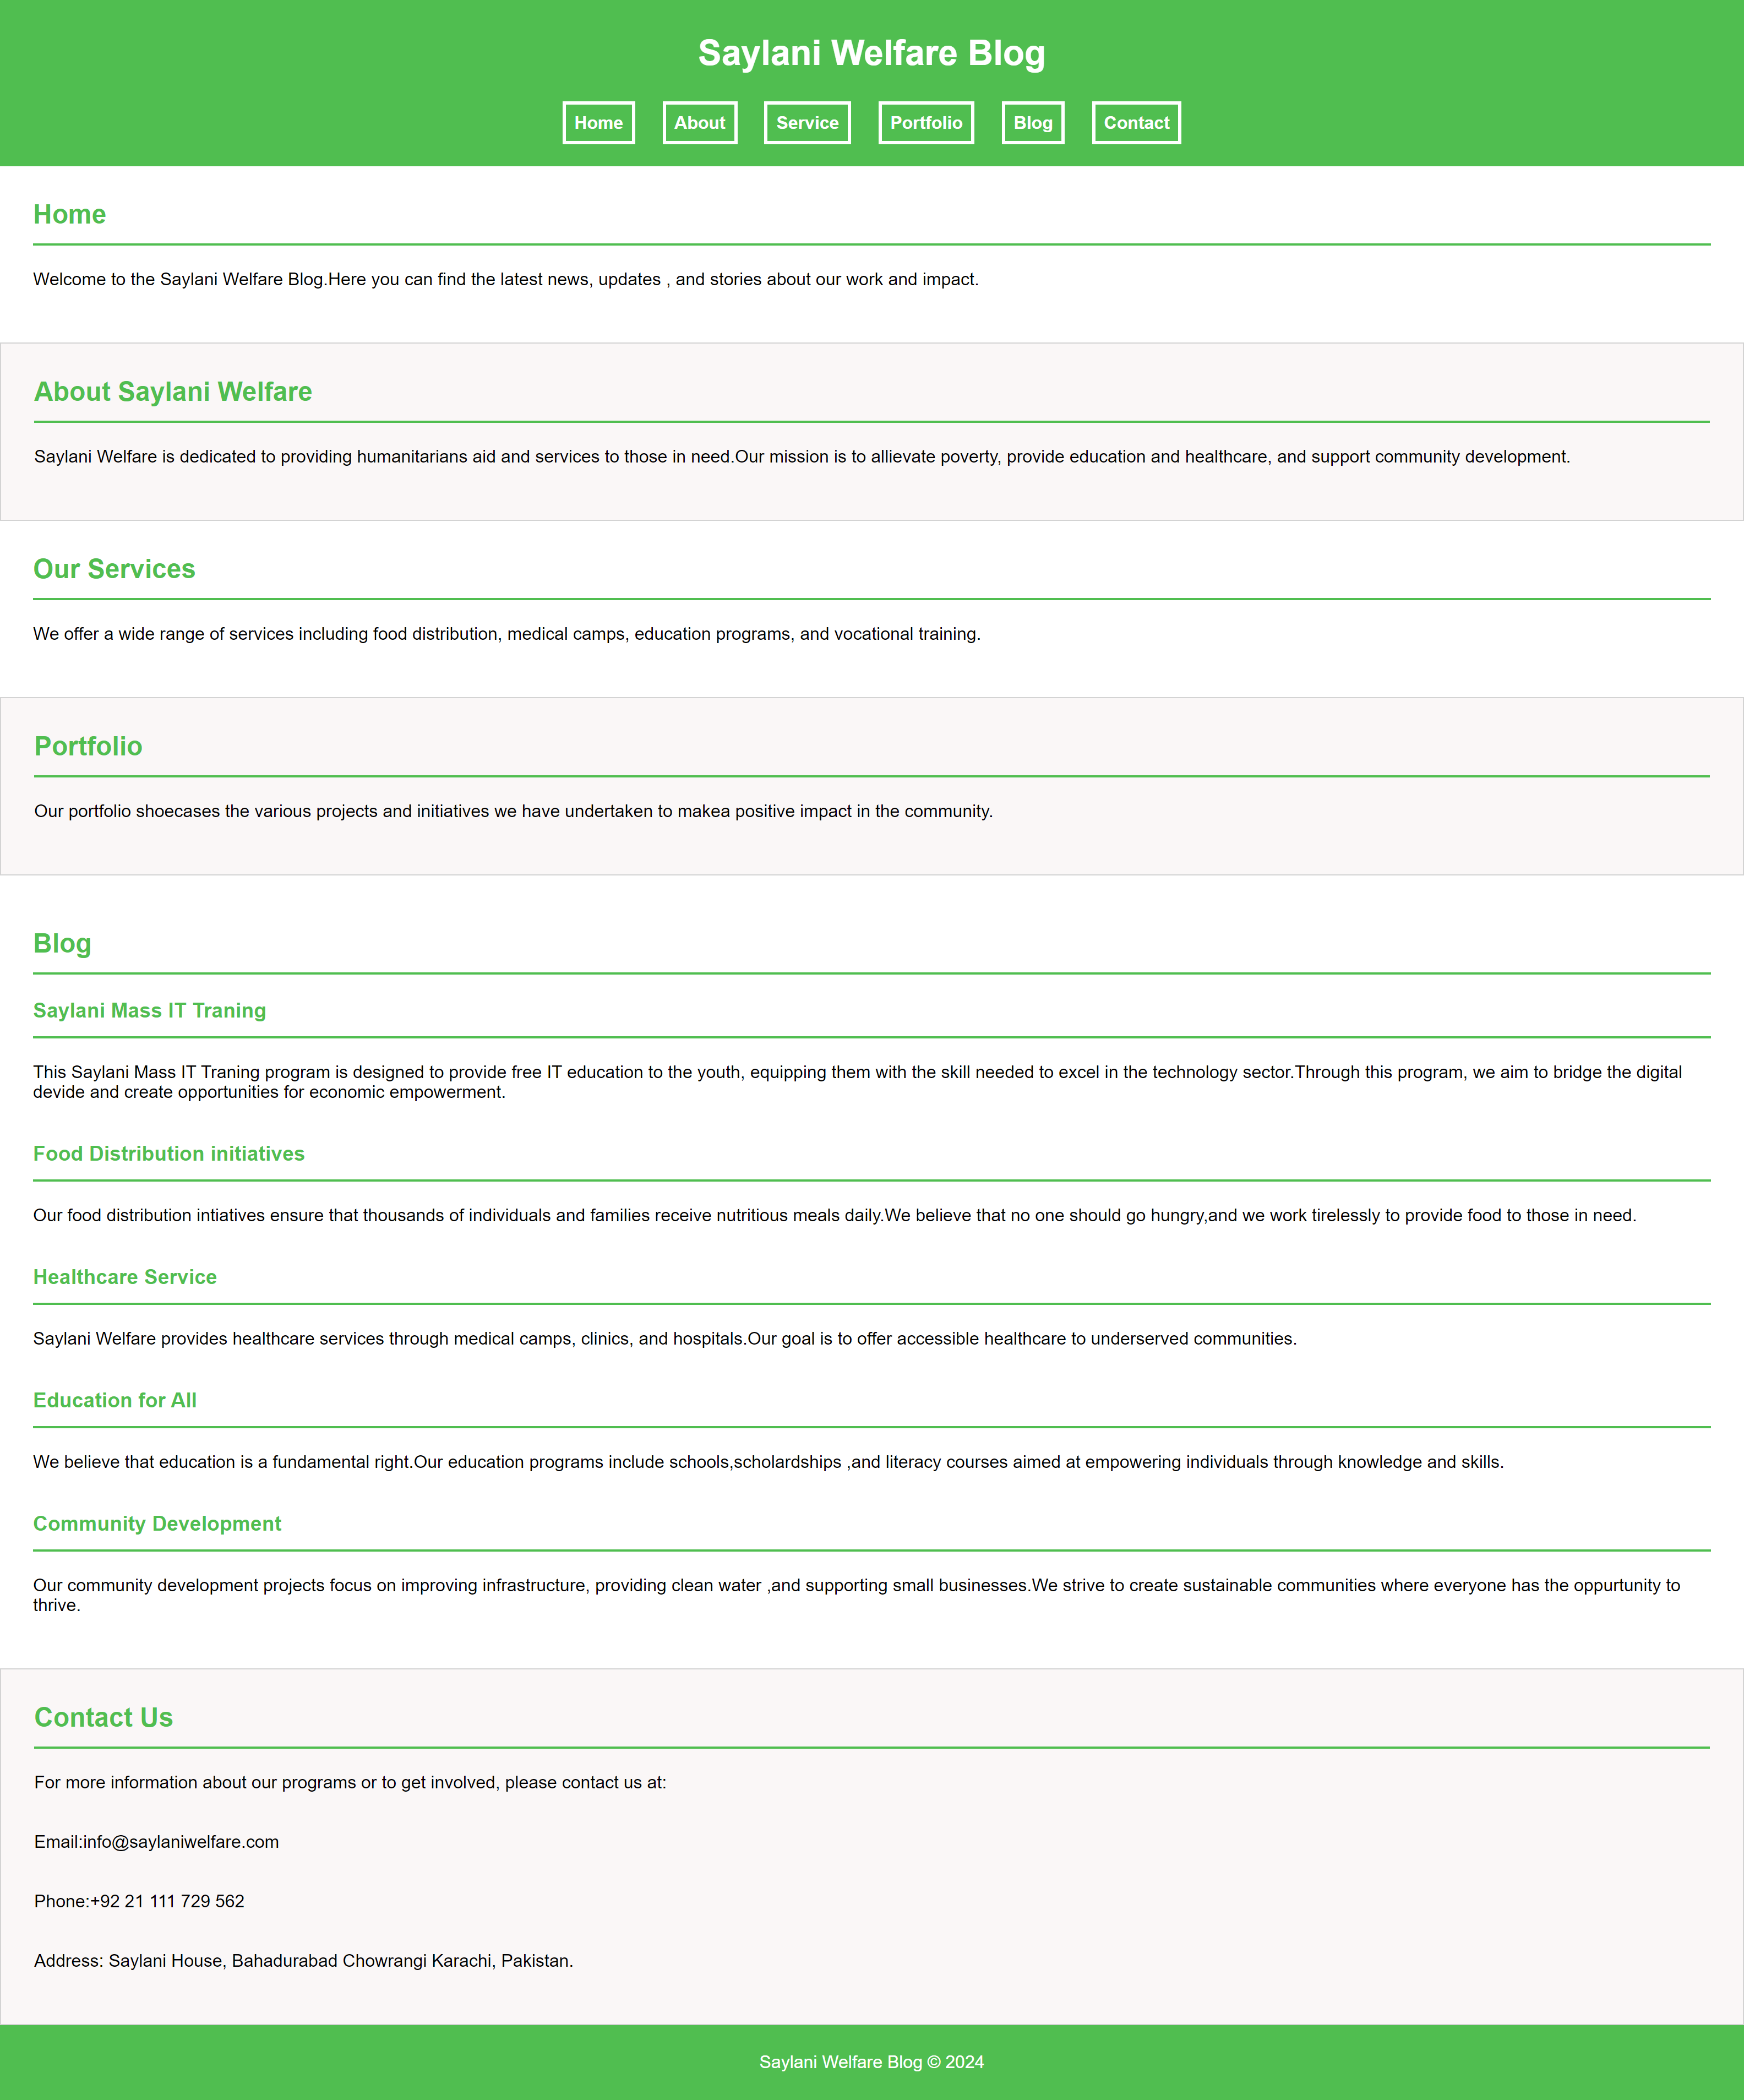 Saylani Welfare Blog
Home About Service Portfolio Blog Contact
Home
Welcome to the Saylani Welfare Blog.Here you can find the latest news, updates , and stories about our work and impact.
About Saylani Welfare
Saylani Welfare is dedicated to providing humanitarians aid and services to those in need.Our mission is to allievate poverty, provide education and healthcare, and support community development.
Our Services
We offer a wide range of services including food distribution, medical camps, education programs, and vocational training.
Portfolio
Our portfolio shoecases the various projects and initiatives we have undertaken to makea positive impact in the community.
Blog
Saylani Mass IT Traning
This Saylani Mass IT Traning program is designed to provide free IT education to the youth, equipping them with the skill needed to excel in the technology sector.Through this program, we aim to bridge the digital
devide and create opportunities for economic empowerment.
Food Distribution initiatives
Our food distribution intiatives ensure that thousands of individuals and families receive nutritious meals daily.We believe that no one should go hungry,and we work tirelessly to provide food to those in need.
Healthcare Service
Saylani Welfare provides healthcare services through medical camps, clinics, and hospitals.Our goal is to offer accessible healthcare to underserved communities.
Education for All
We believe that education is a fundamental right.Our education programs include schools,scholardships ,and literacy courses aimed at empowering individuals through knowledge and skills.
Community Development
Our community development projects focus on improving infrastructure, providing clean water ,and supporting small businesses.We strive to create sustainable communities where everyone has the oppurtunity to
thrive.
Contact Us
For more information about our programs or to get involved, please contact us at:
Email:info@saylaniwelfare.com
Phone:+92 21 111 729 562
Address: Saylani House, Bahadurabad Chowrangi Karachi, Pakistan.
Saylani Welfare Blog © 2024